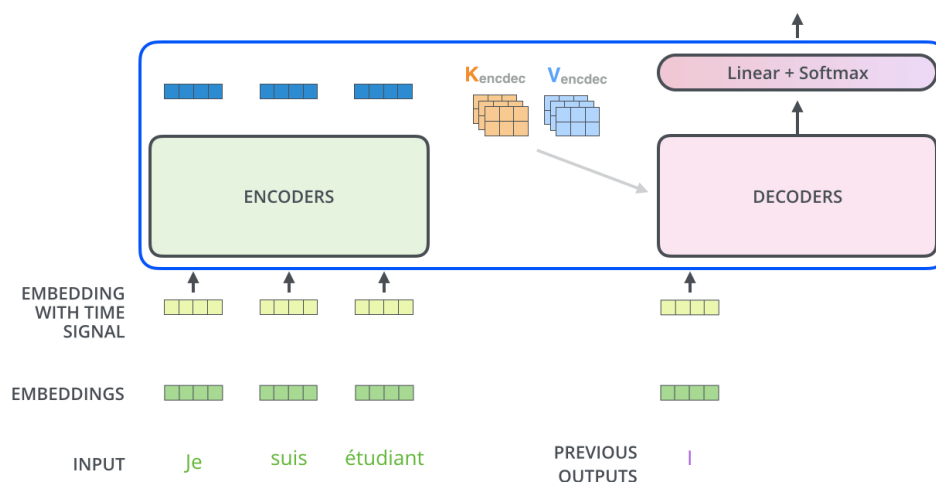 Kencdec
Vencdec
Linear + Softmax
ENCODERS
DECODERS
EMBEDDING
WITH TIME
SIGNAL
EMBEDDINGS
INPUT
Je
suis
étudiant
PREVIOUS
OUTPUTS
I